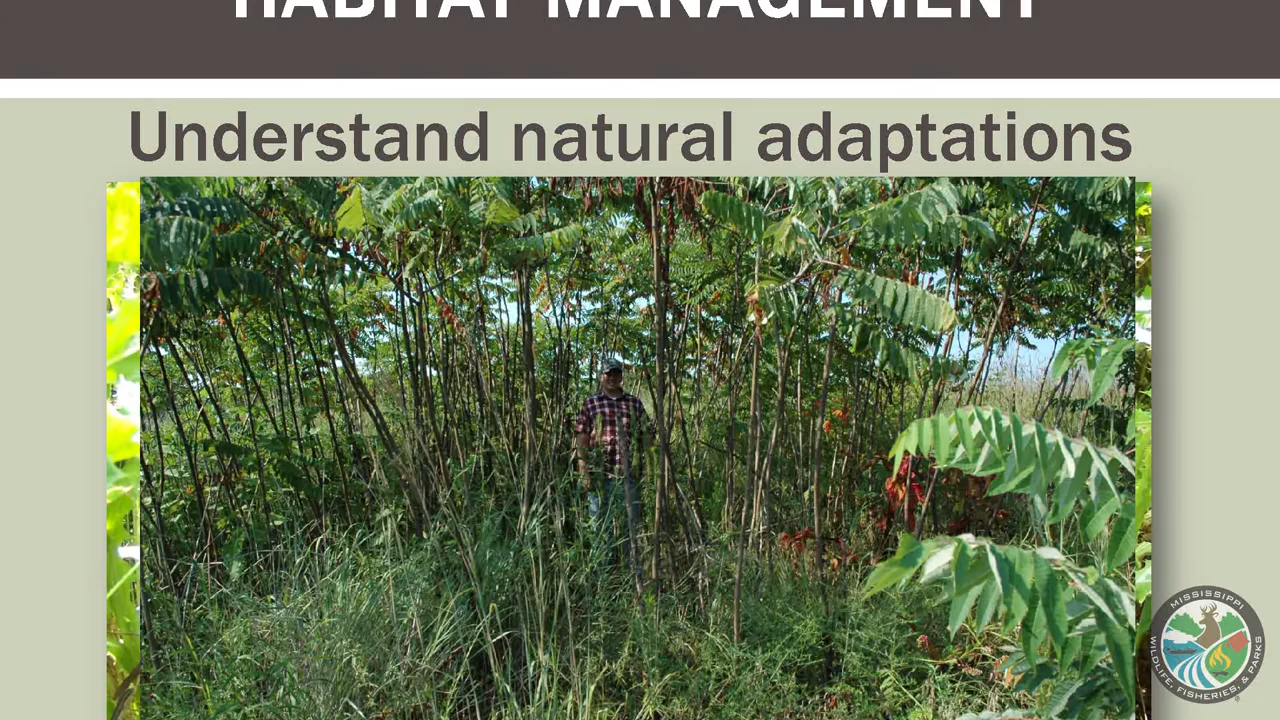 HABITAT MANAGEMENT
Understand natural adaptations
MISSISSIPPI
WILDLIFE, FISHERIES, & PARKS